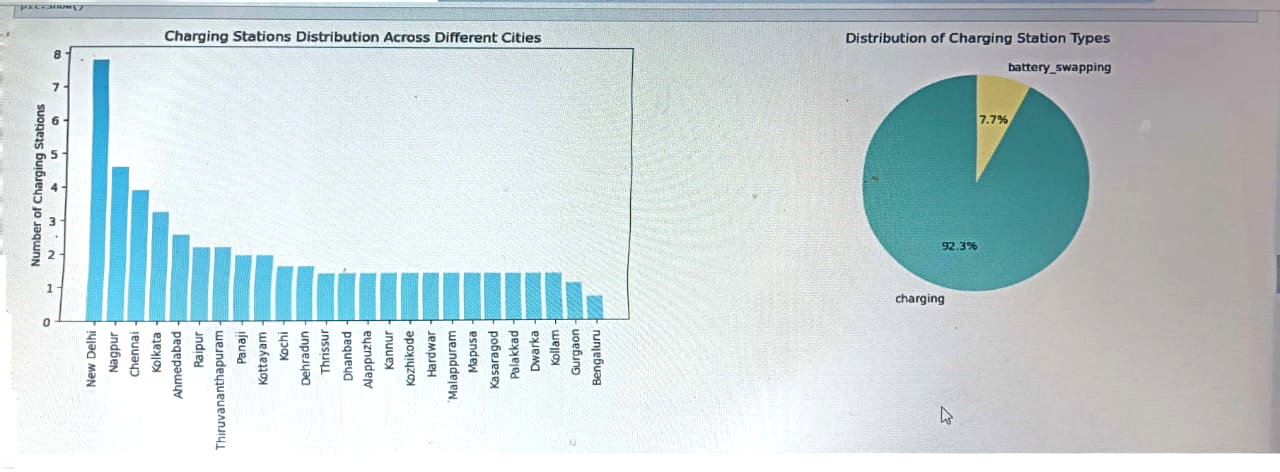 plt.show()
Charging Stations Distribution Across Different Cities
Number of Charging Stations
8
7
6
5
4
3
2
1
0
New Delhi
Nagpur
Chennai
Kolkata
Ahmedabad
Raipur
Thiruvananthapuram
Panaji
Kottayam
Kochi
Dehradun
Thrissur
Dhanbad
Alappuzha
Kannur
Kozhikode
Hardwar
Malappuram
Mapusa
Kasaragod
Palakkad
Dwarka
Kollam
Gurgaon
Bengaluru
Distribution of Charging Station Types
battery_swapping
7.7%
92.3%
charging